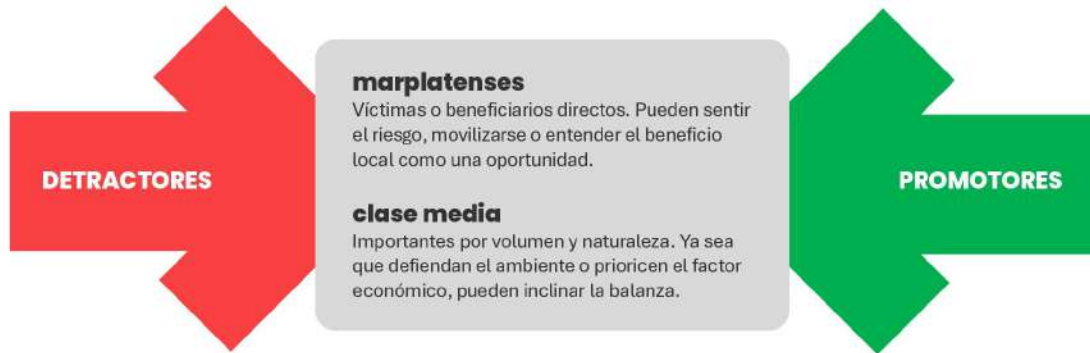 DETRACTORES
marplatenses
Víctimas o beneficiarios directos. Pueden sentir
el riesgo, movilizarse o entender el beneficio
local como una oportunidad.
clase media
Importantes por volumen y naturaleza. Ya sea
que defiendan el ambiente o prioricen el factor
económico, pueden inclinar la balanza.
PROMOTORES